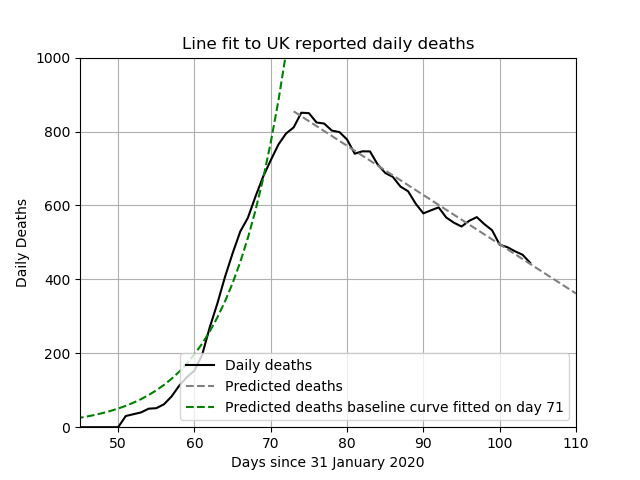 Line fit to UK reported daily deaths
1000
800
600
400
200
0
Daily Deaths
Daily deaths
Predicted deaths
Predicted deaths baseline curve fitted on day 71
50 60 70 80 90 100 110
Days since 31 January 2020